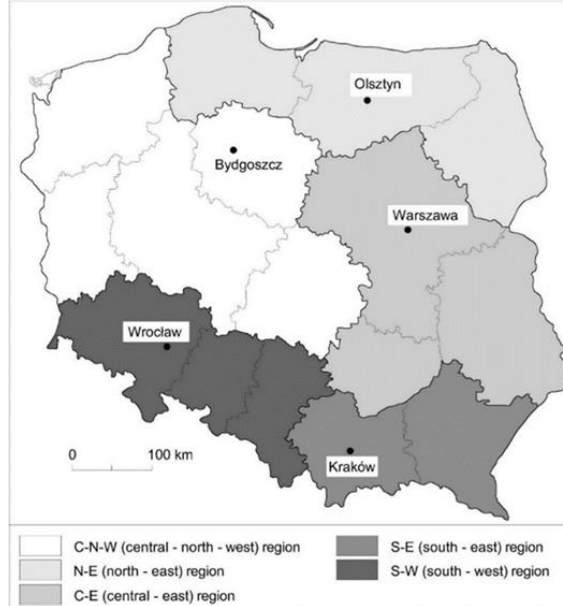 Olsztyn
Bydgoszcz
Warszawa
Wrocław
0 100 km
Kraków
C-N-W (central - north - west) region
N-E (north - east) region
C-E (central - east) region
S-E (south - east) region
S-W (south - west) region